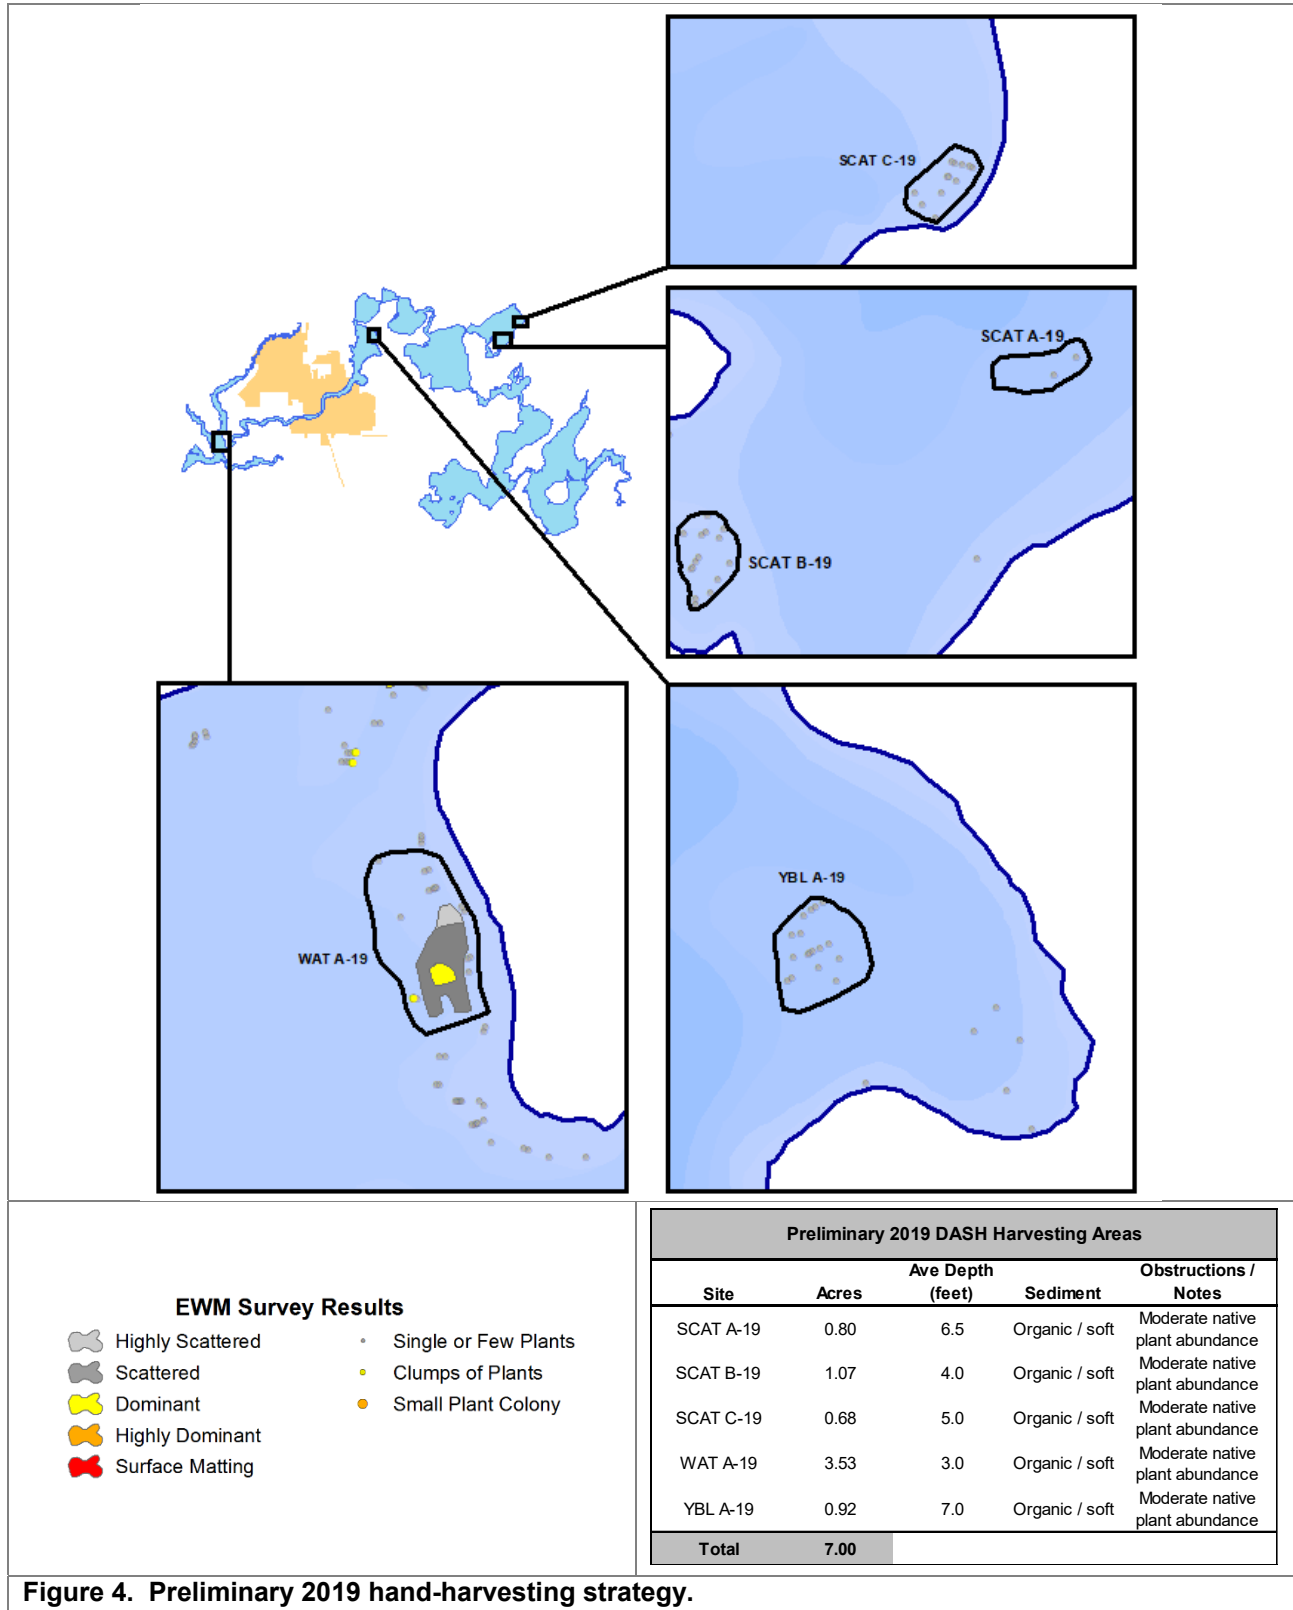 SCAT C-19
SCAT A-19
SCAT B-19
WAT A-19
YBL A-19
EWM Survey Results
Highly Scattered
Scattered
Dominant
Highly Dominant
Surface Matting
Single or Few Plants
Clumps of Plants
Small Plant Colony
Preliminary 2019 DASH Harvesting Areas
Site Acres Ave Depth (feet) Sediment Obstructions / Notes
SCAT A-19 0.80 6.5 Organic / soft Moderate native plant abundance
SCAT B-19 1.07 4.0 Organic / soft Moderate native plant abundance
SCAT C-19 0.68 5.0 Organic / soft Moderate native plant abundance
WAT A-19 3.53 3.0 Organic / soft Moderate native plant abundance
YBL A-19 0.92 7.0 Organic / soft Moderate native plant abundance
Total 7.00
Figure 4. Preliminary 2019 hand-harvesting strategy.